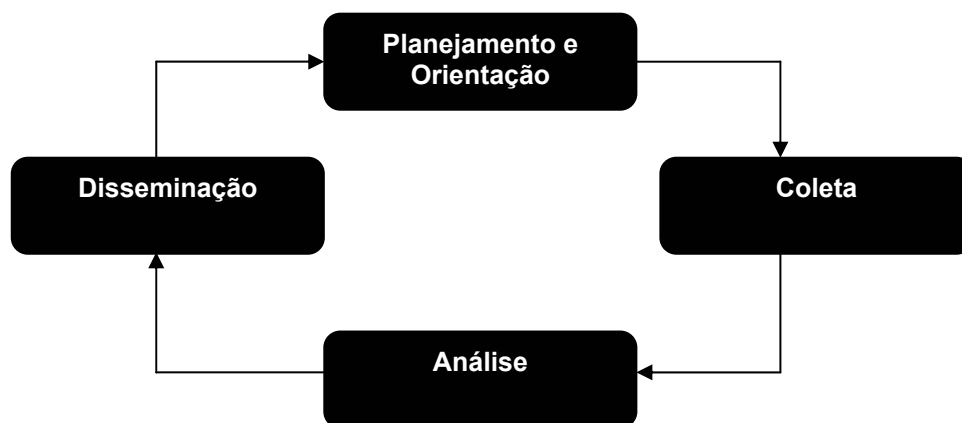 Planejamento e
Orientação
Disseminação
Coleta
Análise